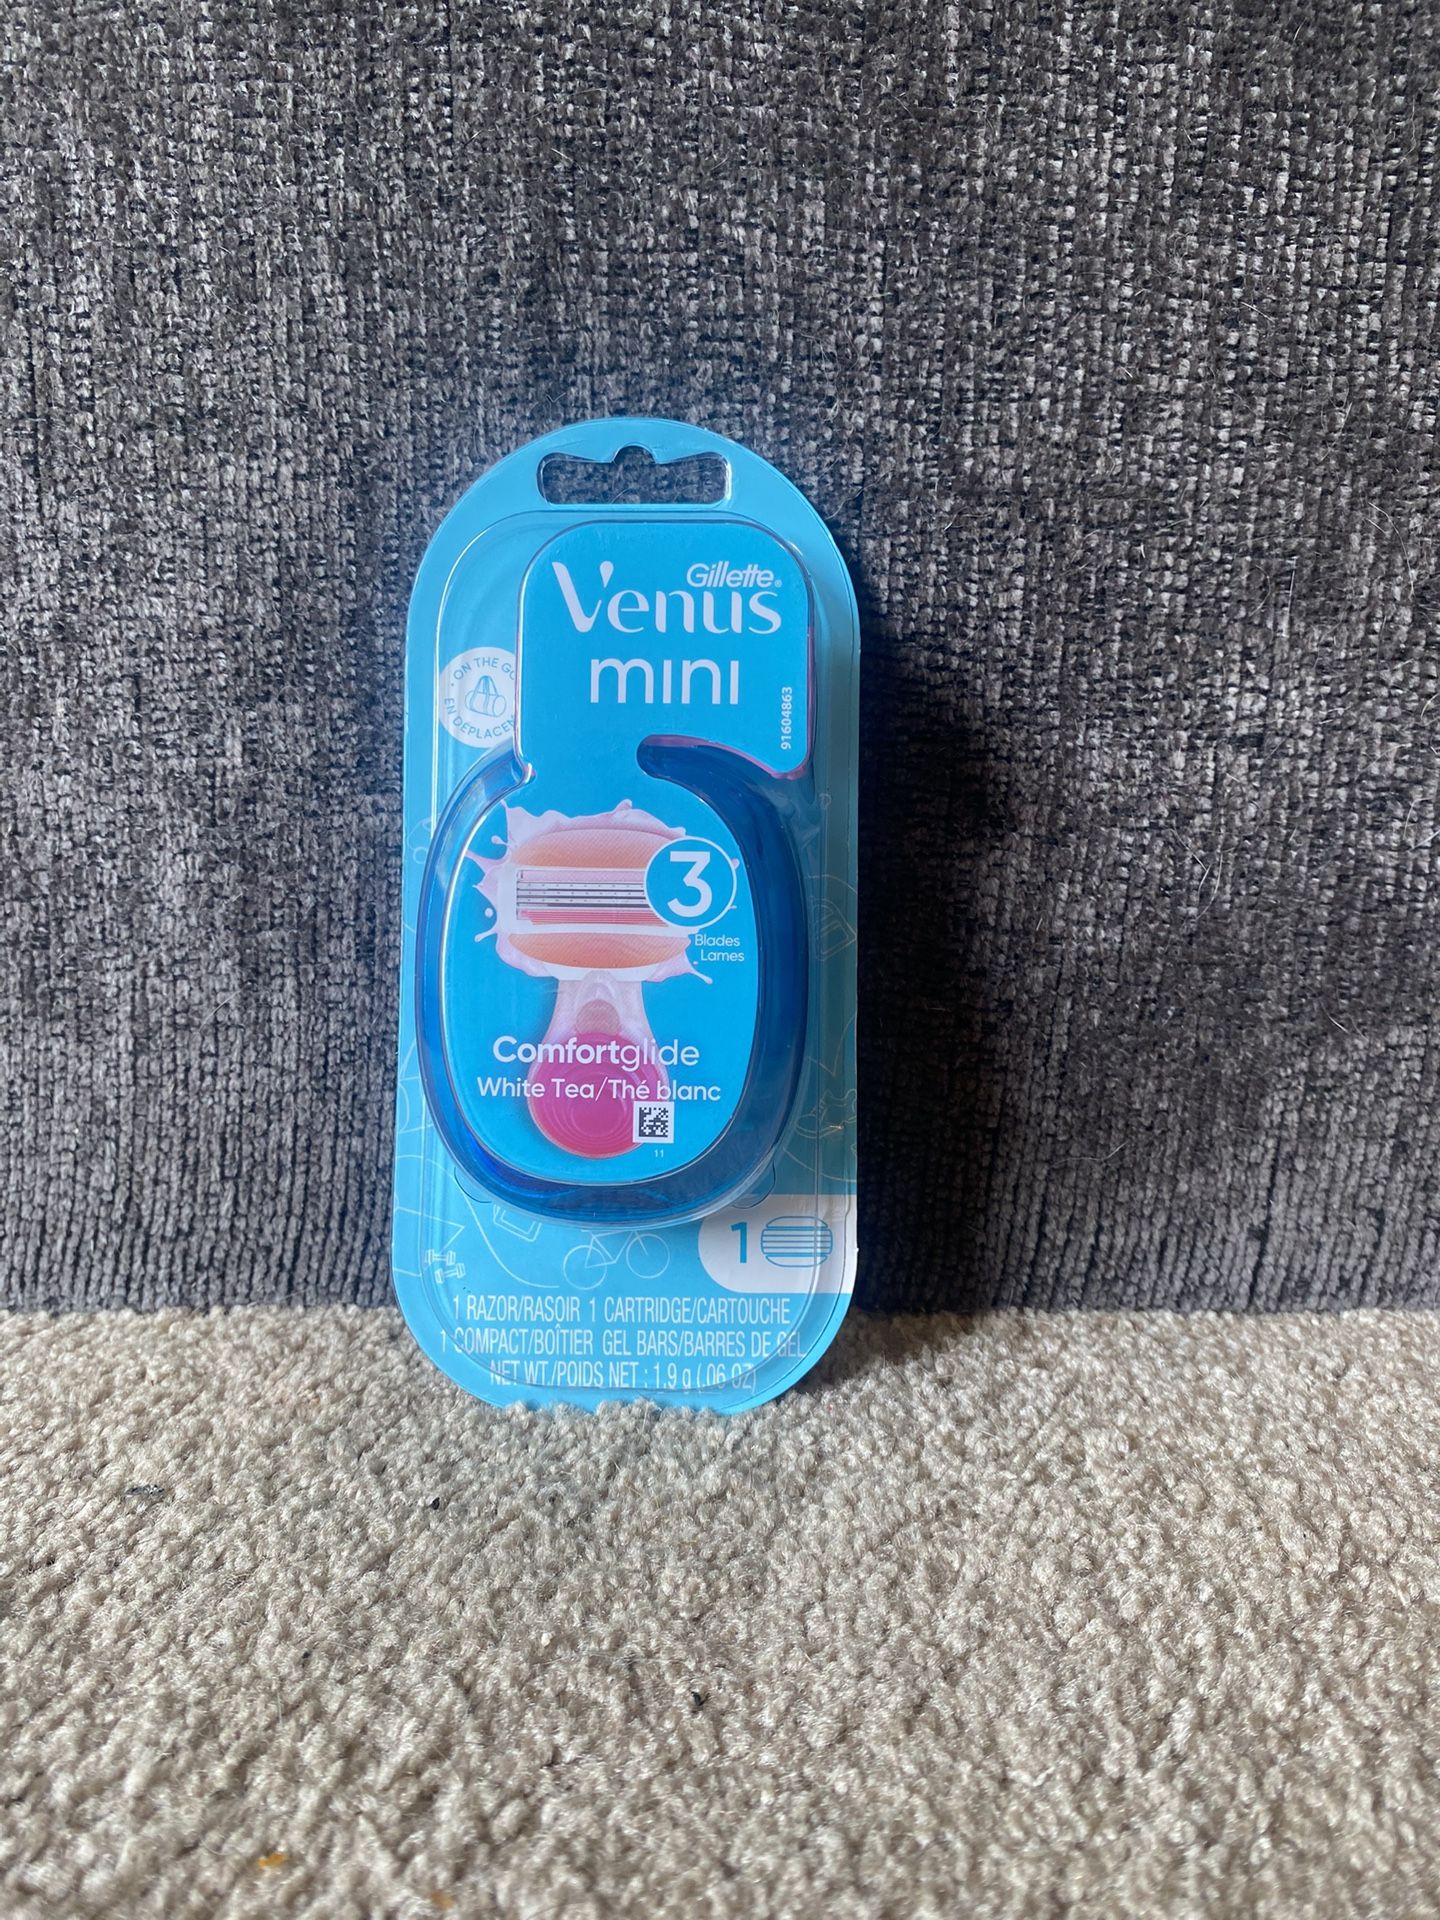 Gillette®
Venus
mini
ON THE GO
EN DÉPLACEM
91604863
3
Blades
Lames
Comfortglide
White Tea/Thé blanc
11
1
1 RAZOR/RASOIR 1 CARTRIDGE/CARTOUCHE
1 COMPACT/BOÎTIER GEL BARS/BARRES DE GEL
NET WT./POIDS NET : 1.9 g (.06 OZ)